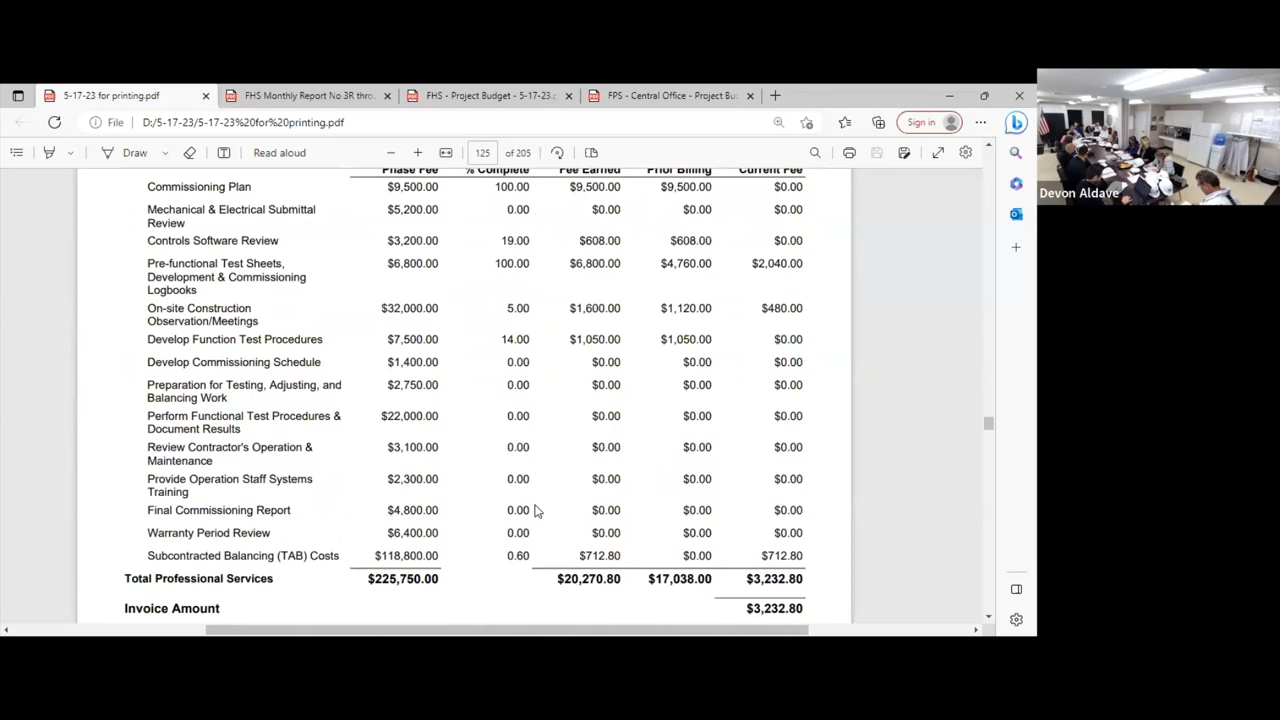 5-17-23 for printing.pdf
FHS Monthly Report No 3R thro
FHS - Project Budget - 5-17-23.p
FPS - Central Office - Project Bu
File D:/5-17-23/5-17-23%20for%20printing.pdf Sign in
Draw Read aloud 125 of 205
Phase Fee % Complete Fee Earned Prior Billing Current Fee
Commissioning Plan $9,500.00 100.00 $9,500.00 $9,500.00 $0.00
Mechanical & Electrical Submittal $5,200.00 0.00 $0.00 $0.00 $0.00
Review
Controls Software Review $3,200.00 19.00 $608.00 $608.00 $0.00
Pre-functional Test Sheets, $6,800.00 100.00 $6,800.00 $4,760.00 $2,040.00
Development & Commissioning
Logbooks
On-site Construction $32,000.00 5.00 $1,600.00 $1,120.00 $480.00
Observation/Meetings
Develop Function Test Procedures $7,500.00 14.00 $1,050.00 $1,050.00 $0.00
Develop Commissioning Schedule $1,400.00 0.00 $0.00 $0.00 $0.00
Preparation for Testing, Adjusting, and $2,750.00 0.00 $0.00 $0.00 $0.00
Balancing Work
Perform Functional Test Procedures & $22,000.00 0.00 $0.00 $0.00 $0.00
Document Results
Review Contractor's Operation & $3,100.00 0.00 $0.00 $0.00 $0.00
Maintenance
Provide Operation Staff Systems $2,300.00 0.00 $0.00 $0.00 $0.00
Training
Final Commissioning Report $4,800.00 0.00 $0.00 $0.00 $0.00
Warranty Period Review $6,400.00 0.00 $0.00 $0.00 $0.00
Subcontracted Balancing (TAB) Costs $118,800.00 0.60 $712.80 $0.00 $712.80
Total Professional Services $225,750.00 $20,270.80 $17,038.00 $3,232.80
Invoice Amount $3,232.80
Devon Aldave